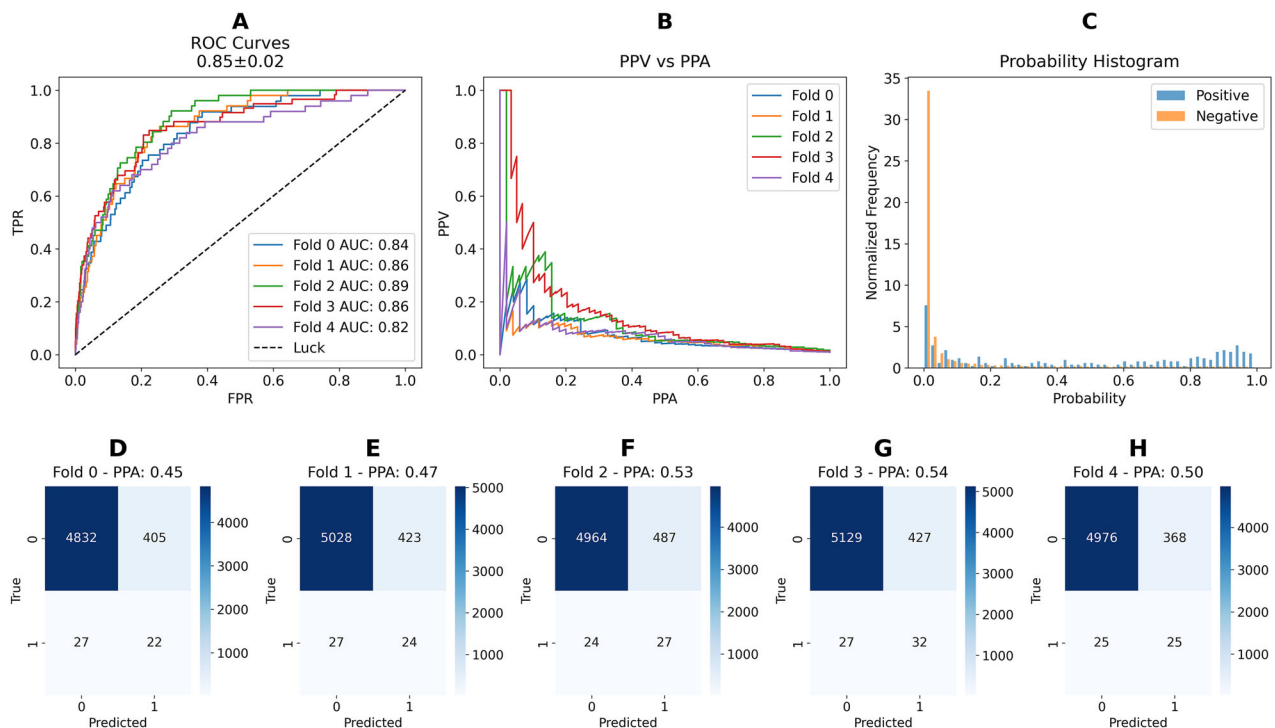 A
ROC Curves
0.85±0.02
1.0
0.8
0.6
0.4
0.2
0.0
TPR
0.0 0.2 0.4 0.6 0.8 1.0
FPR
Fold 0 AUC: 0.84
Fold 1 AUC: 0.86
Fold 2 AUC: 0.89
Fold 3 AUC: 0.86
Fold 4 AUC: 0.82
Luck
B
PPV vs PPA
1.0
0.8
0.6
0.4
0.2
0.0
PPV
0.0 0.2 0.4 0.6 0.8 1.0
PPA
Fold 0
Fold 1
Fold 2
Fold 3
Fold 4
C
Probability Histogram
35
30
25
20
15
10
5
0
Normalized Frequency
0.0 0.2 0.4 0.6 0.8 1.0
Probability
Positive
Negative
D
Fold 0 - PPA: 0.45
4832 405
27 22
0
1
True
0 1
Predicted
4000
3000
2000
1000
E
Fold 1 - PPA: 0.47
5028 423
27 24
0
1
True
0 1
Predicted
5000
4000
3000
2000
1000
F
Fold 2 - PPA: 0.53
4964 487
24 27
0
1
True
0 1
Predicted
4000
3000
2000
1000
G
Fold 3 - PPA: 0.54
5129 427
27 32
0
1
True
0 1
Predicted
5000
4000
3000
2000
1000
H
Fold 4 - PPA: 0.50
4976 368
25 25
0
1
True
0 1
Predicted
4000
3000
2000
1000